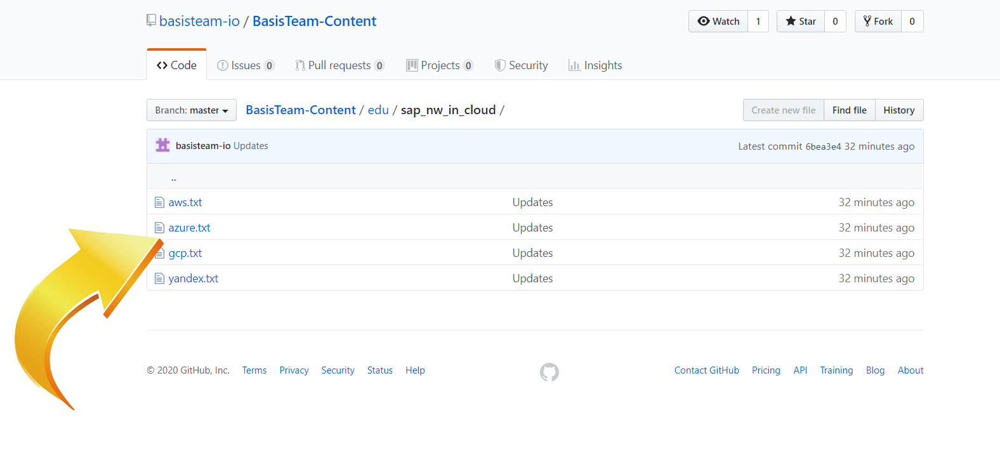 basisteam-io / BasisTeam-Content
Watch 1 Star 0 Fork 0
Code Issues 0 Pull requests 0 Projects 0 Security Insights
Branch: master BasisTeam-Content / edu / sap_nw_in_cloud /
Create new file Find file History
basisteam-io Updates Latest commit 6bea3e4 32 minutes ago
..
aws.txt Updates 32 minutes ago
azure.txt Updates 32 minutes ago
gcp.txt Updates 32 minutes ago
yandex.txt Updates 32 minutes ago
© 2020 GitHub, Inc. Terms Privacy Security Status Help Contact GitHub Pricing API Training Blog About